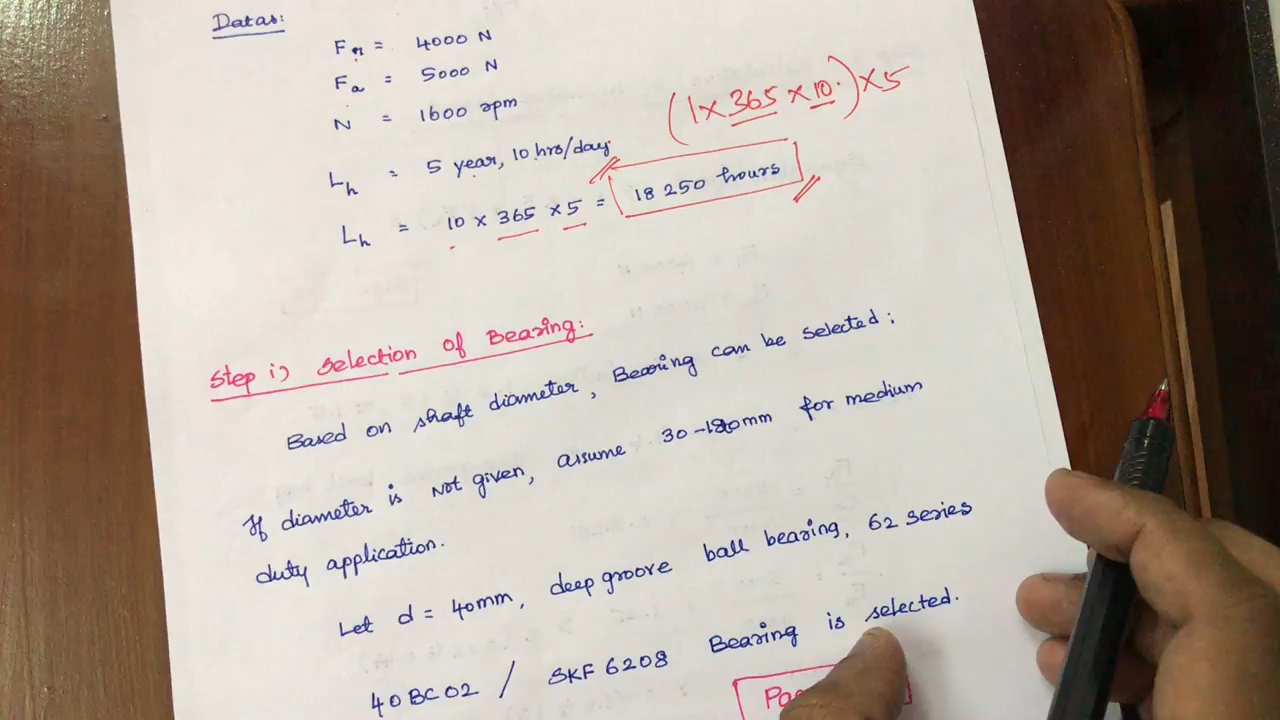 Datas:
Fr = 4000 N
Fa = 5000 N
N = 1600 rpm
(1 x 365 x 10) x 5
Lh = 5 year, 10 hrs/day
Lh = 10 x 365 x 5 = 18 250 hours
Step i) Selection of Bearing:
Based on shaft diameter, Bearing can be selected;
If diameter is Not given, assume 30 - mm for medium
duty application.
Let d = 40mm, deep groove ball bearing, 62 series
40BC02 / SKF 6208 Bearing is selected.